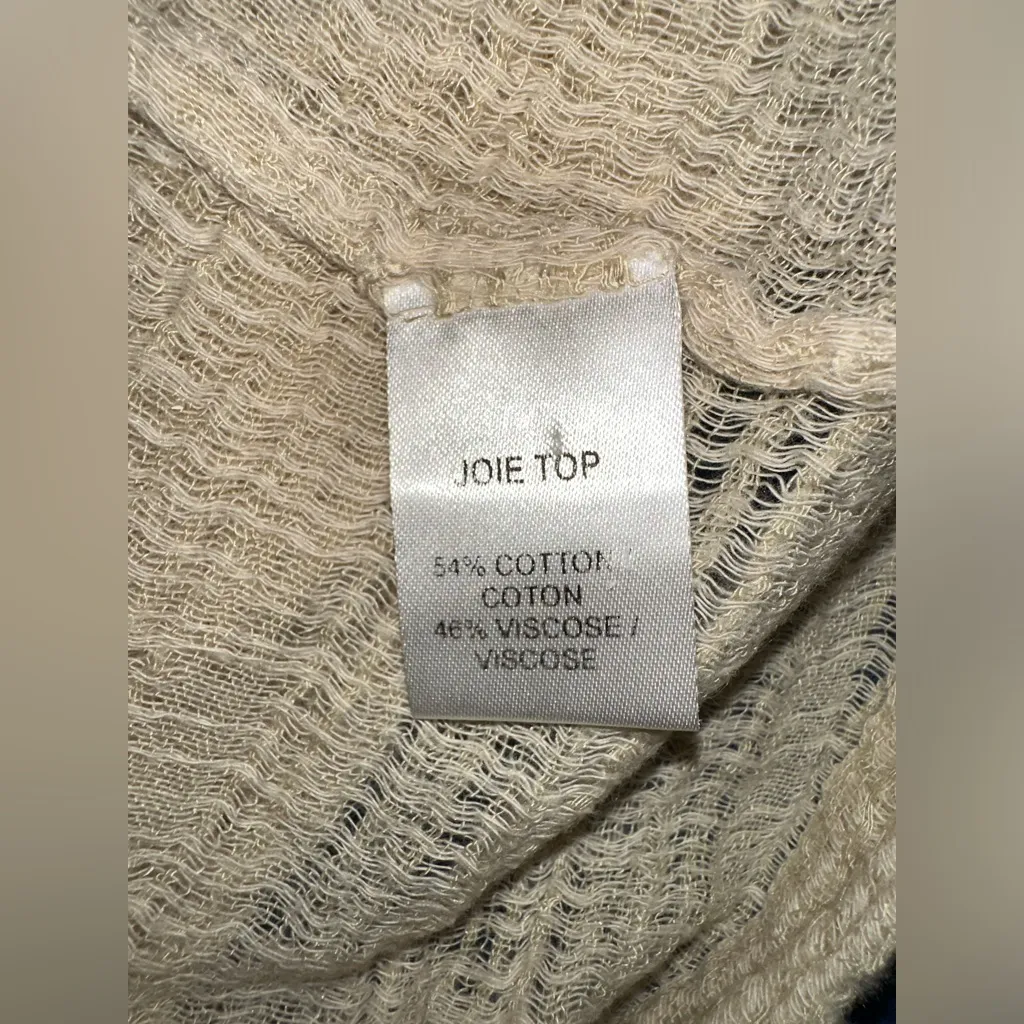 JOIE TOP
54% COTTON /
COTON
46% VISCOSE /
VISCOSE